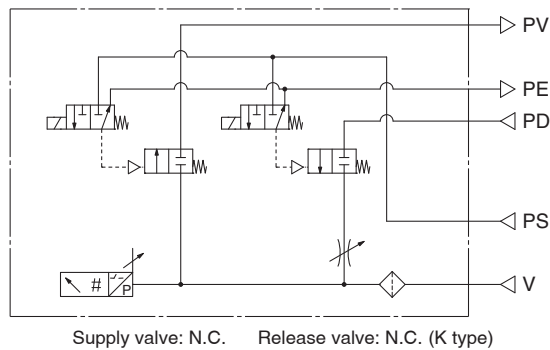 PV
PE
PD
PS
V
# P
Supply valve: N.C. Release valve: N.C. (K type)